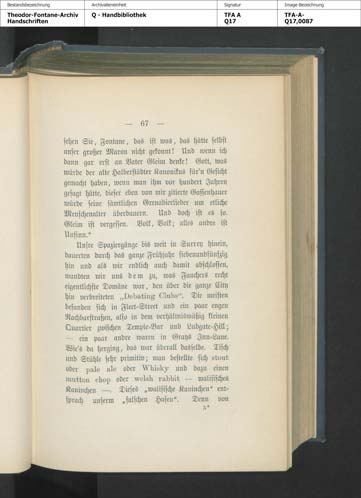 Bestandsbezeichnung
Archivalieneinheit
Signatur
Image Bezeichnung
Theodor-Fontane-Archiv
Handschriften
Q - Handbibliothek
TFA A
Q17
TFA-A-
Q17,0087
— 67 —
sehen Sie, Fontane, das ist was, das hätte selbst
unser großer Maron nicht gekonnt! Und wenn ich
dann gar erst an Vater Gleim denke! Gott, was
würde der alte Halberstädter Kanonikus für'n Gesicht
gemacht haben, wenn man ihm vor hundert Jahren
gesagt hätte, dieser eben von wir zitierte Gassenhauer
würde seine sämtlichen Grenadierlieder um etliche
Menschenalter überdauern. Und doch ist es so.
Gleim ist vergessen. Volk, Volk; alles andre ist
Unsinn.“
Unsre Spaziergänge bis weit in Surrey hinein,
dauerten durch das ganze Frühjahr siebenundfünfzig
hin und als wir endlich auch damit abschlossen,
wandten wir uns dem zu, was Fauchers recht
eigentlichste Domäne war, den über die ganze City
hin verbreiteten „Debating Clubs“. Die meisten
befanden sich in Fleet-Street und ein paar engen
Nachbarstraßen, also in dem verhältnismäßig kleinen
Quartier zwischen Temple-Bar und Ludgate-Hill;
— ein paar andre waren in Grays Inn-Lane.
Wie's da herging, das war überall dasselbe. Tisch
und Stühle sehr primitiv; man bestellte sich stout
oder pale ale oder Whisky und dazu einen
mutton chop oder welsh rabbit — walisisches
Kaninchen —. Dieses „walisische Kaninchen“ ent-
sprach unserm „falschen Hasen“. Denn von
5*